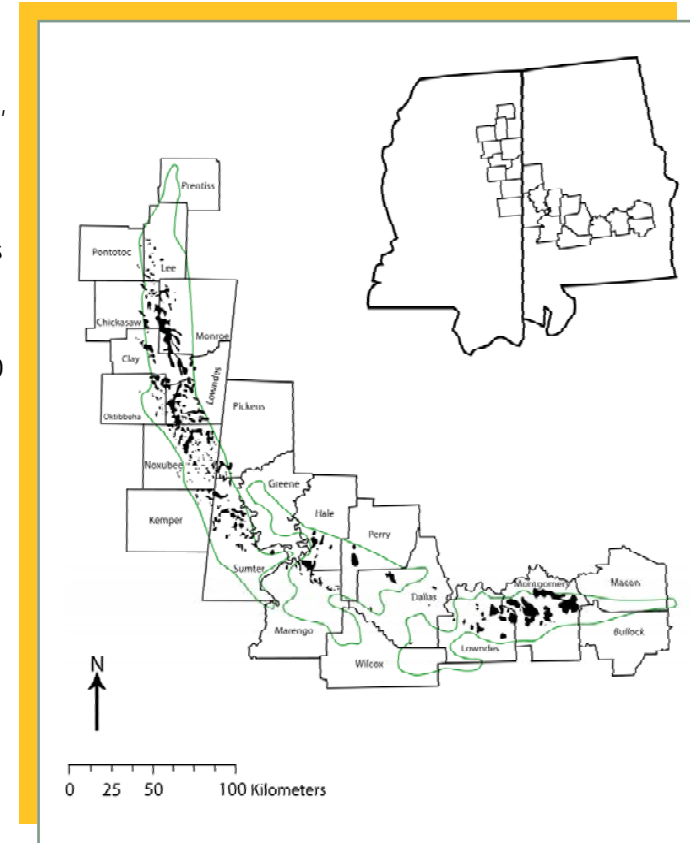 ,
s
0
Prentiss
Pontotoc
Lee
Chickasaw
Monroe
Clay
Lowndes
Oktibbeha
Pickens
Noxubee
Greene
Hale
Kemper
Perry
Sumter
Dallas
Montgomery
Macon
Marengo
Bullock
Lowndes
Wilcox
N
0 25 50 100 Kilometers